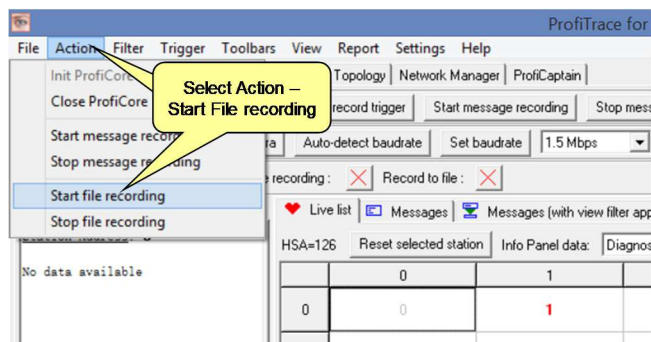 ProfiTrace for
File Action Filter Trigger Toolbars View Report Settings Help
Init ProfiCore
Close ProfiCore
Start message
Stop message recording
Start file recording
Stop file recording
Select Action –
Start File recording
Topology Network Manager ProfiCaptain
record trigger Start message recording Stop mess
Auto-detect baudrate Set baudrate 1.5 Mbps
recording : Record to file :
Live list Messages Messages (with view filter app
HSA=126 Reset selected station Info Panel data: Diagnos
No data available
0 1
0 0 1